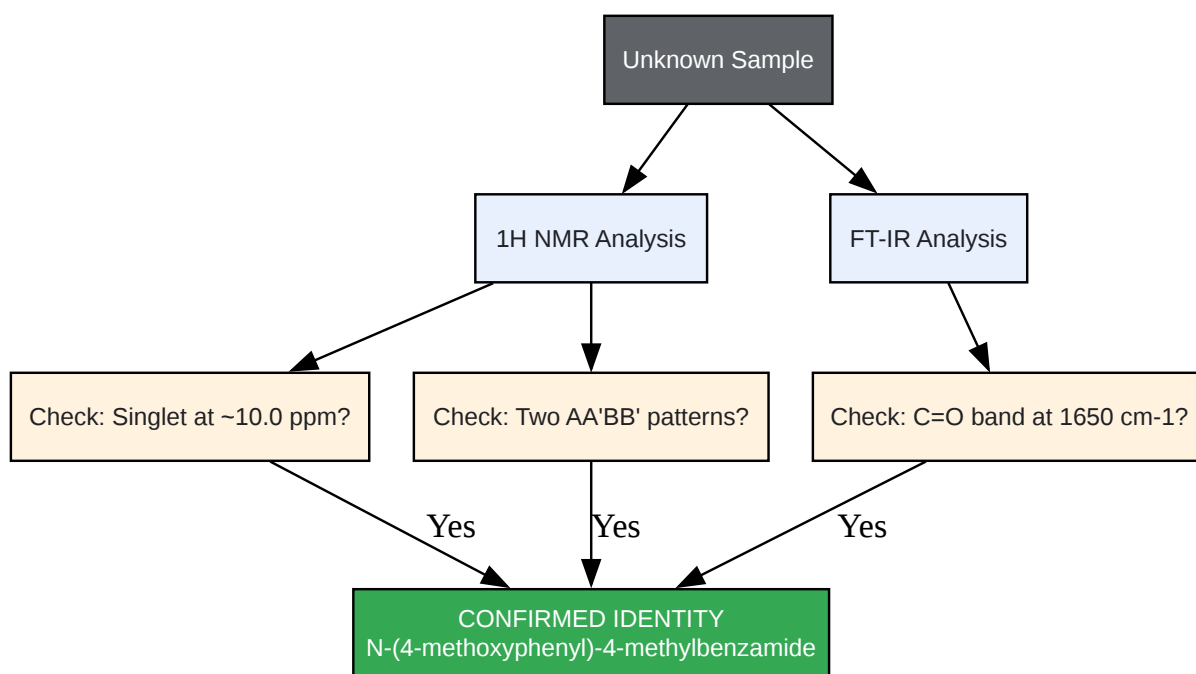 Unknown Sample
1H NMR Analysis
FT-IR Analysis
Check: Singlet at ~10.0 ppm?
Check: Two AA'BB' patterns?
Check: C=O band at 1650 cm-1?
Yes
Yes
Yes
CONFIRMED IDENTITY
N-(4-methoxyphenyl)-4-methylbenzamide